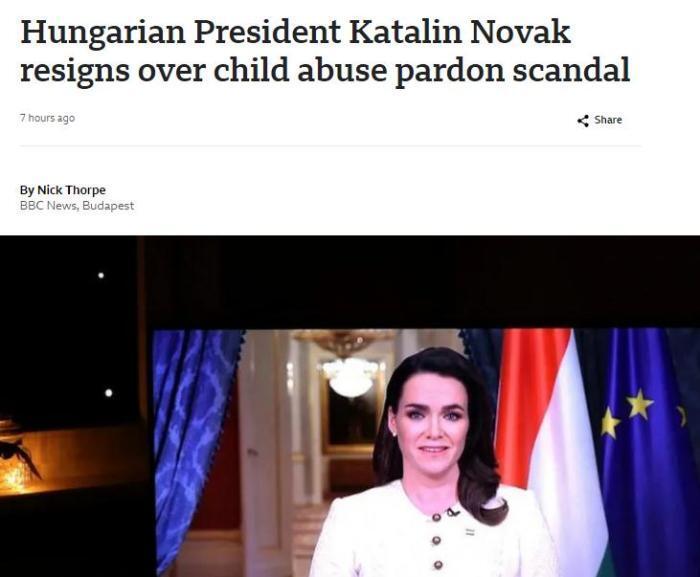 Hungarian President Katalin Novak
resigns over child abuse pardon scandal
7 hours ago
Share
By Nick Thorpe
BBC News, Budapest